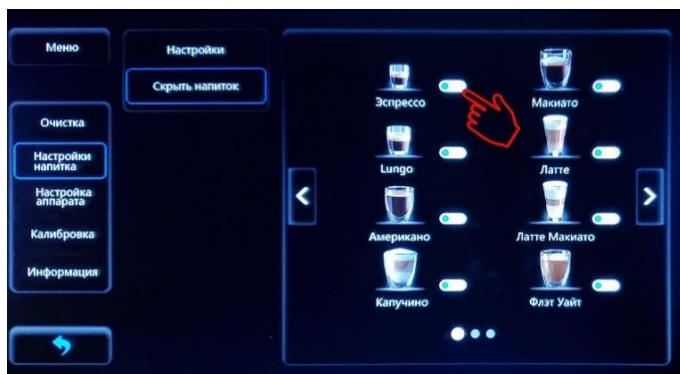 Меню
Настройки
Скрыть напиток
Очистка
Настройки
напитка
Настройка
аппарата
Калибровка
Информация
Эспрессо
Макиато
Lungo
Латте
Американо
Латте Макиато
Капучино
Флэт Уайт